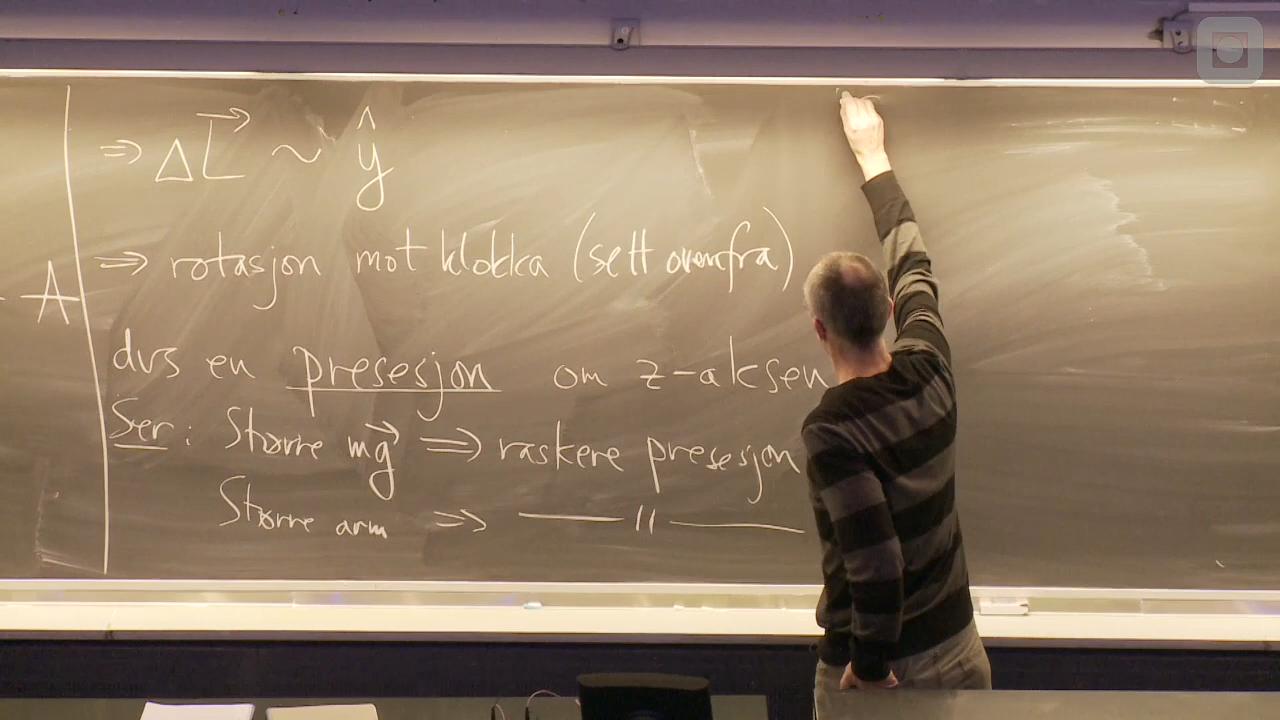 ⇒ ΔL⃗ ~ ŷ
⇒ rotasjon mot klokka (sett ovenfra)
A
dvs en presesjon om z-aksen
Ser: Større mg⃗ ⇒ raskere presesjon
Større arm ⇒ —— " ——